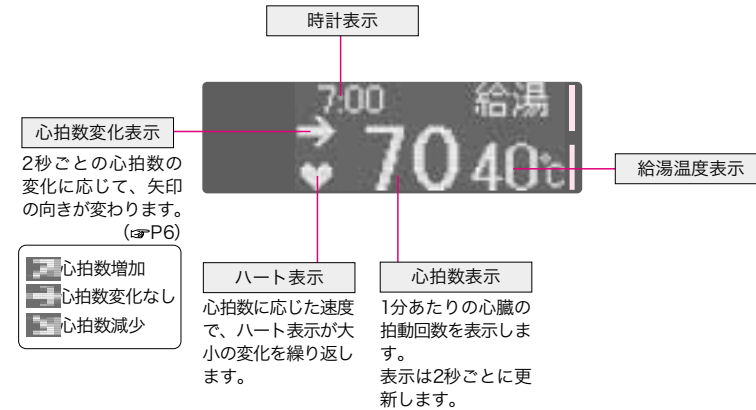 時計表示
7:00 給湯
70 40℃
心拍数変化表示
2秒ごとの心拍数の
変化に応じて、矢印
の向きが変わります。
(☞P6)
心拍数増加
心拍数変化なし
心拍数減少
給湯温度表示
ハート表示
心拍数に応じた速度
で、ハート表示が大
小の変化を繰り返し
ます。
心拍数表示
1分あたりの心臓の
拍動回数を表示しま
す。
表示は2秒ごとに更
新します。